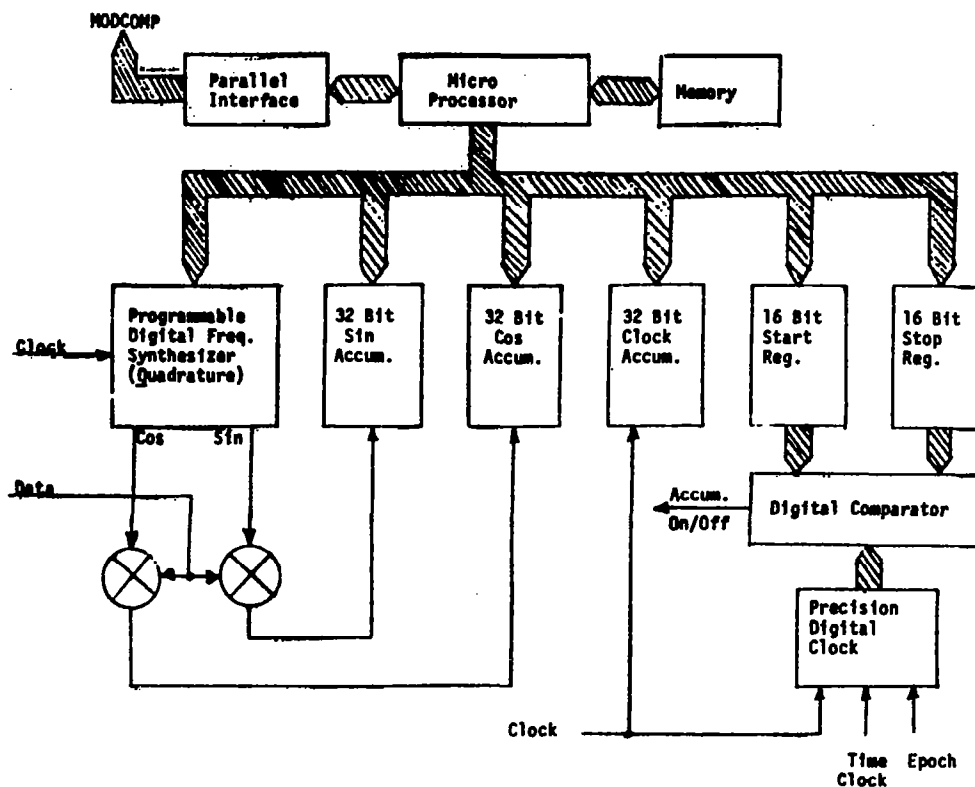 MODCOMP
Parallel
Interface
Micro
Processor
Memory
Programmable
Digital Freq.
Synthesizer
(Quadrature)
32 Bit
Sin
Accum.
32 Bit
Cos
Accum.
32 Bit
Clock
Accum.
16 Bit
Start
Reg.
16 Bit
Stop
Reg.
Clock
Cos
Sin
Data
Accum.
On/Off
Digital Comparator
Precision
Digital
Clock
Clock
Time
Clock
Epoch